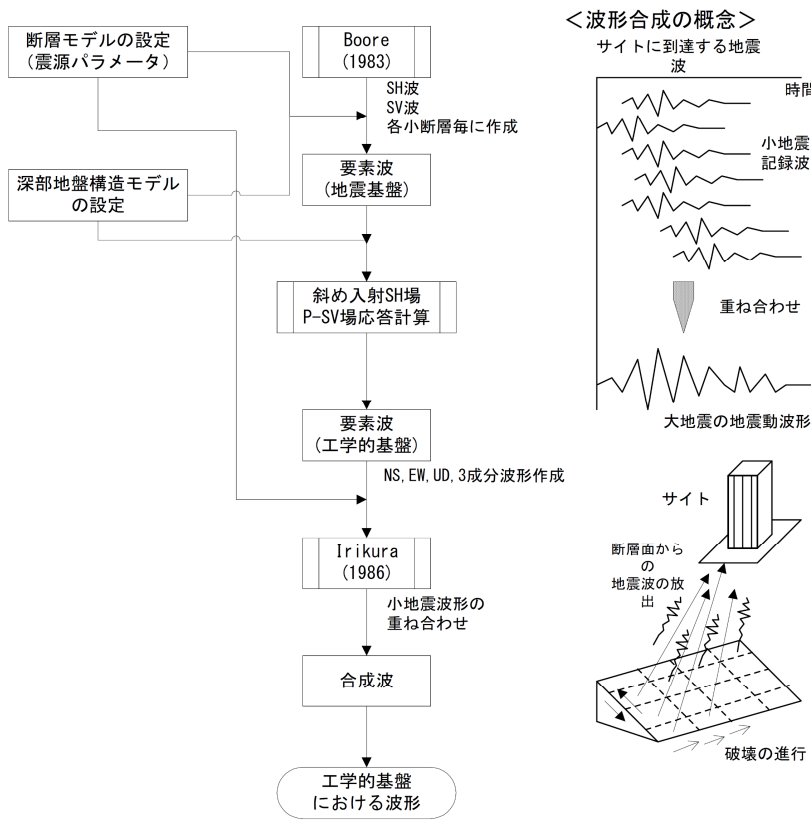 断層モデルの設定
(震源パラメータ)
深部地盤構造モデル
の設定
Boore
(1983)
SH波
SV波
各小断層毎に作成
要素波
(地震基盤)
斜め入射SH場
P-SV場応答計算
要素波
(工学的基盤)
NS,EW,UD,3成分波形作成
Irikura
(1986)
小地震波形の
重ね合わせ
合成波
工学的基盤
における波形
＜波形合成の概念＞
サイトに到達する地震
波
時間
小地震
記録波
重ね合わせ
大地震の地震動波形
サイト
断層面から
の
地震波の放
出
破壊の進行